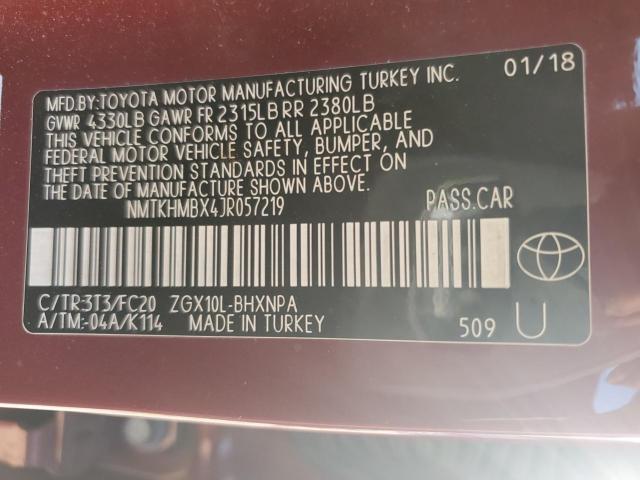 MFD.BY:TOYOTA MOTOR MANUFACTURING TURKEY INC. 01/18
GVWR 4330LB GAWR FR 2315LB RR 2380LB
THIS VEHICLE CONFORMS TO ALL APPLICABLE
FEDERAL MOTOR VEHICLE SAFETY, BUMPER, AND
THEFT PREVENTION STANDARDS IN EFFECT ON
THE DATE OF MANUFACTURE SHOWN ABOVE.
NMTKHMBX4JR057219 PASS.CAR
C/TR:3T3/FC20 ZGX10L-BHXNPA
A/TM:-04A/K114 MADE IN TURKEY 509 U